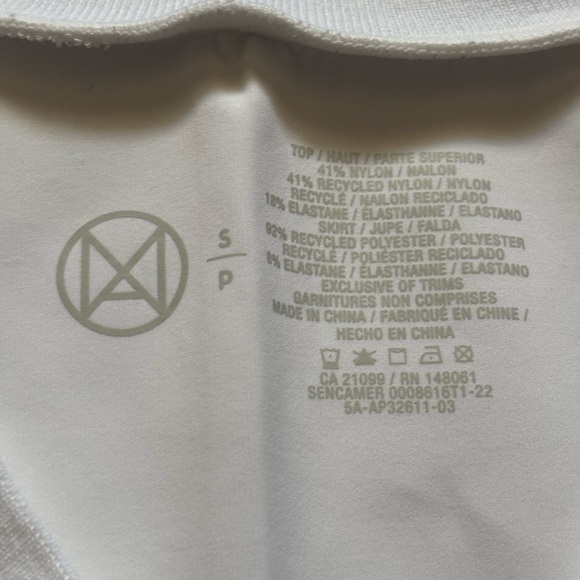 S
P
TOP / HAUT / PARTE SUPERIOR
41% NYLON / NAILON
41% RECYCLED NYLON / NYLON
RECYCLÉ / NAILON RECICLADO
18% ELASTANE / ÉLASTHANNE / ELASTANO
SKIRT / JUPE / FALDA
92% RECYCLED POLYESTER / POLYESTER
RECYCLÉ / POLIÉSTER RECICLADO
8% ELASTANE / ÉLASTHANNE / ELASTANO
EXCLUSIVE OF TRIMS
GARNITURES NON COMPRISES
MADE IN CHINA / FABRIQUÉ EN CHINE /
HECHO EN CHINA
CA 21099 / RN 148061
SENCAMER 0008616T1-22
5A-AP32611-03